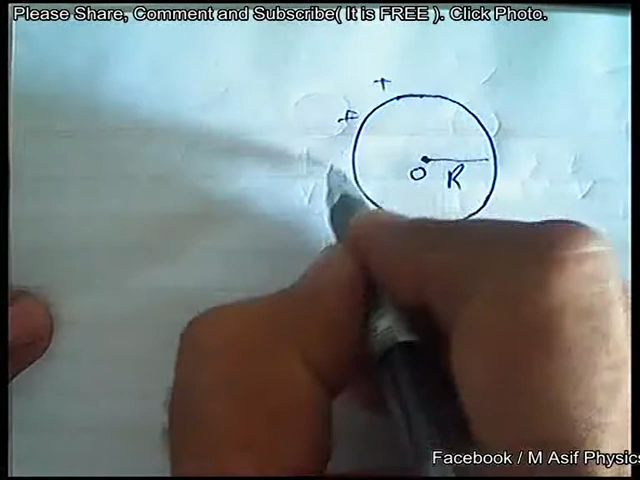 Please Share, Comment and Subscribe( It is FREE ). Click Photo.
+
+
O R
Facebook / M Asif Physics